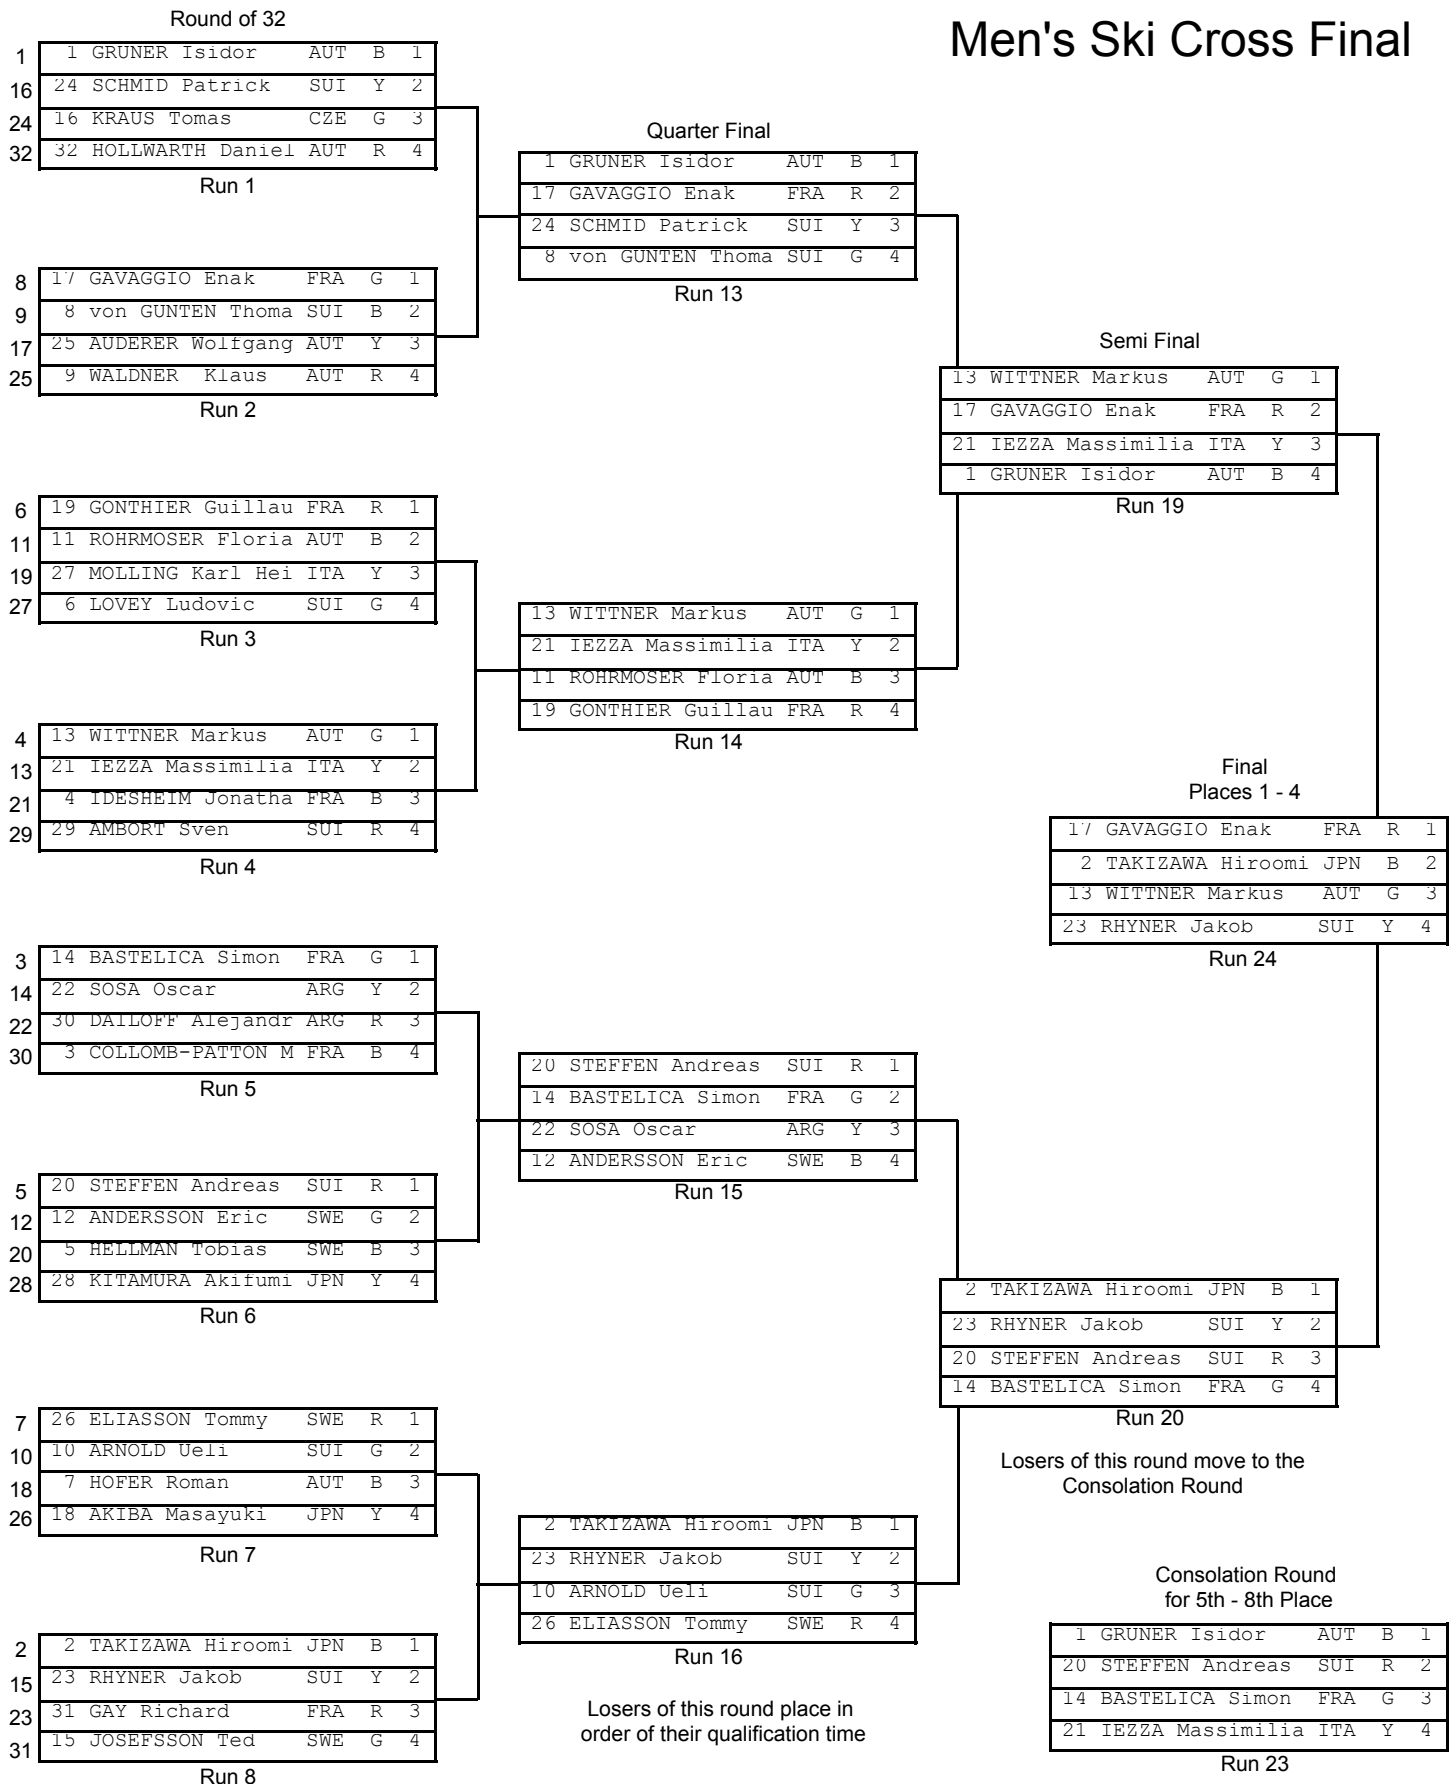 Men's Ski Cross Final
Round of 32
1 1 GRUNER Isidor AUT B 1
16 24 SCHMID Patrick SUI Y 2
24 16 KRAUS Tomas CZE G 3
32 32 HOLLWARTH Daniel AUT R 4
Run 1
8 17 GAVAGGIO Enak FRA G 1
9 8 von GUNTEN Thoma SUI B 2
17 25 AUDERER Wolfgang AUT Y 3
25 9 WALDNER Klaus AUT R 4
Run 2
6 19 GONTHIER Guillau FRA R 1
11 11 ROHRMOSER Floria AUT B 2
19 27 MOLLING Karl Hei ITA Y 3
27 6 LOVEY Ludovic SUI G 4
Run 3
4 13 WITTNER Markus AUT G 1
13 21 IEZZA Massimilia ITA Y 2
21 4 IDESHEIM Jonatha FRA B 3
29 29 AMBORT Sven SUI R 4
Run 4
3 14 BASTELICA Simon FRA G 1
14 22 SOSA Oscar ARG Y 2
22 30 DAILOFF Alejandr ARG R 3
30 3 COLLOMB-PATTON M FRA B 4
Run 5
5 20 STEFFEN Andreas SUI R 1
12 12 ANDERSSON Eric SWE G 2
20 5 HELLMAN Tobias SWE B 3
28 28 KITAMURA Akifumi JPN Y 4
Run 6
7 26 ELIASSON Tommy SWE R 1
10 10 ARNOLD Ueli SUI G 2
18 7 HOFER Roman AUT B 3
26 18 AKIBA Masayuki JPN Y 4
Run 7
2 2 TAKIZAWA Hiroomi JPN B 1
15 23 RHYNER Jakob SUI Y 2
23 31 GAY Richard FRA R 3
31 15 JOSEFSSON Ted SWE G 4
Run 8
Quarter Final
1 GRUNER Isidor AUT B 1
17 GAVAGGIO Enak FRA R 2
24 SCHMID Patrick SUI Y 3
8 von GUNTEN Thoma SUI G 4
Run 13
13 WITTNER Markus AUT G 1
21 IEZZA Massimilia ITA Y 2
11 ROHRMOSER Floria AUT B 3
19 GONTHIER Guillau FRA R 4
Run 14
20 STEFFEN Andreas SUI R 1
14 BASTELICA Simon FRA G 2
22 SOSA Oscar ARG Y 3
12 ANDERSSON Eric SWE B 4
Run 15
2 TAKIZAWA Hiroomi JPN B 1
23 RHYNER Jakob SUI Y 2
10 ARNOLD Ueli SUI G 3
26 ELIASSON Tommy SWE R 4
Run 16
Losers of this round place in
order of their qualification time
Semi Final
13 WITTNER Markus AUT G 1
17 GAVAGGIO Enak FRA R 2
21 IEZZA Massimilia ITA Y 3
1 GRUNER Isidor AUT B 4
Run 19
2 TAKIZAWA Hiroomi JPN B 1
23 RHYNER Jakob SUI Y 2
20 STEFFEN Andreas SUI R 3
14 BASTELICA Simon FRA G 4
Run 20
Losers of this round move to the
Consolation Round
Final
Places 1 - 4
17 GAVAGGIO Enak FRA R 1
2 TAKIZAWA Hiroomi JPN B 2
13 WITTNER Markus AUT G 3
23 RHYNER Jakob SUI Y 4
Run 24
Consolation Round
for 5th - 8th Place
1 GRUNER Isidor AUT B 1
20 STEFFEN Andreas SUI R 2
14 BASTELICA Simon FRA G 3
21 IEZZA Massimilia ITA Y 4
Run 23